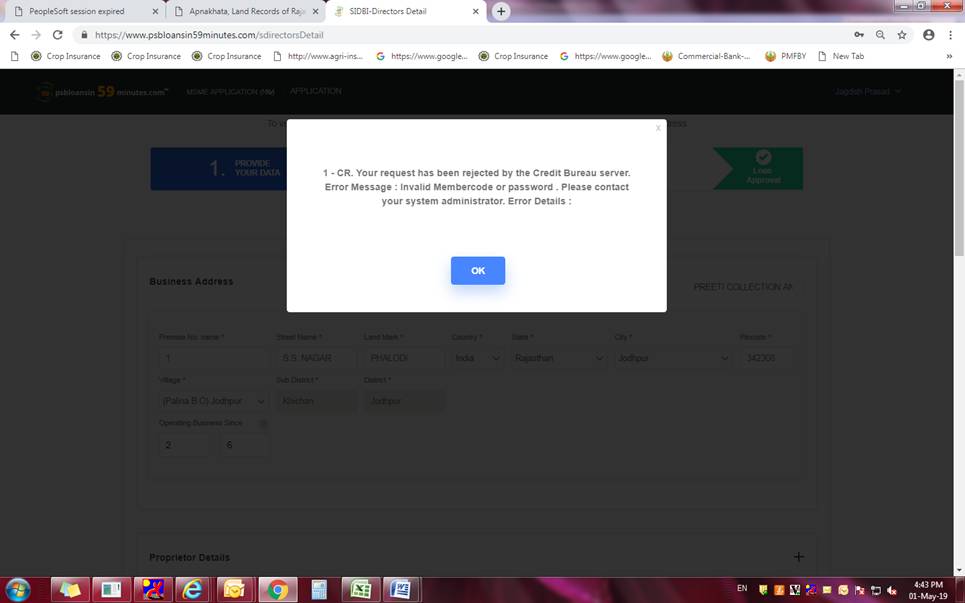 PeopleSoft session expired
Apnakhata, Land Records of Raja
SIDBI-Directors Detail
https://www.psbloansin59minutes.com/sdirectorsDetail
Crop Insurance
Crop Insurance
Crop Insurance
http://www.agri-ins...
https://www.google...
Crop Insurance
https://www.google...
Commercial-Bank-...
PMFBY
New Tab
psbloansin 59 minutes.com™
MSME APPLICATION
APPLICATION
Jagdish Prasad
x
1. PROVIDE
YOUR DATA
Loan
Approval
1 - CR. Your request has been rejected by the Credit Bureau server.
Error Message : Invalid Membercode or password . Please contact
your system administrator. Error Details :
OK
Business Address
PREETI COLLECTION
Premise No. name * Street Name * Land Mark * Country * State * City * Pincode *
1 S.S. NAGAR PHALODI India Rajasthan Jodhpur 342308
Village * Sub District * District *
(Palina B.O) Jodhpur Khichan Jodhpur
Operating Business Since
2 6
Proprietor Details
+
EN
4:43 PM
01-May-19